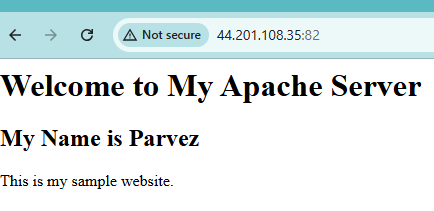 Not secure 44.201.108.35:82
Welcome to My Apache Server
My Name is Parvez
This is my sample website.